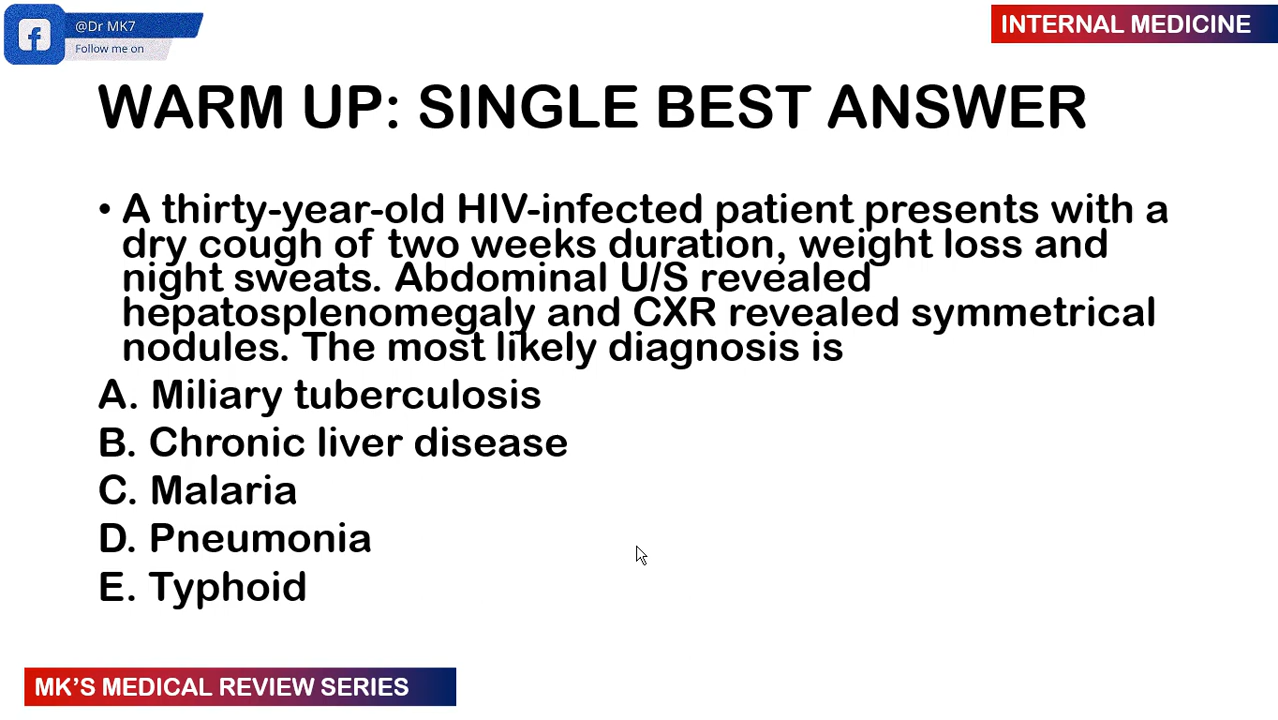 @Dr MK7
Follow me on
INTERNAL MEDICINE
WARM UP: SINGLE BEST ANSWER
• A thirty-year-old HIV-infected patient presents with a
dry cough of two weeks duration, weight loss and
night sweats. Abdominal U/S revealed
hepatosplenomegaly and CXR revealed symmetrical
nodules. The most likely diagnosis is
A. Miliary tuberculosis
B. Chronic liver disease
C. Malaria
D. Pneumonia
E. Typhoid
MK’S MEDICAL REVIEW SERIES